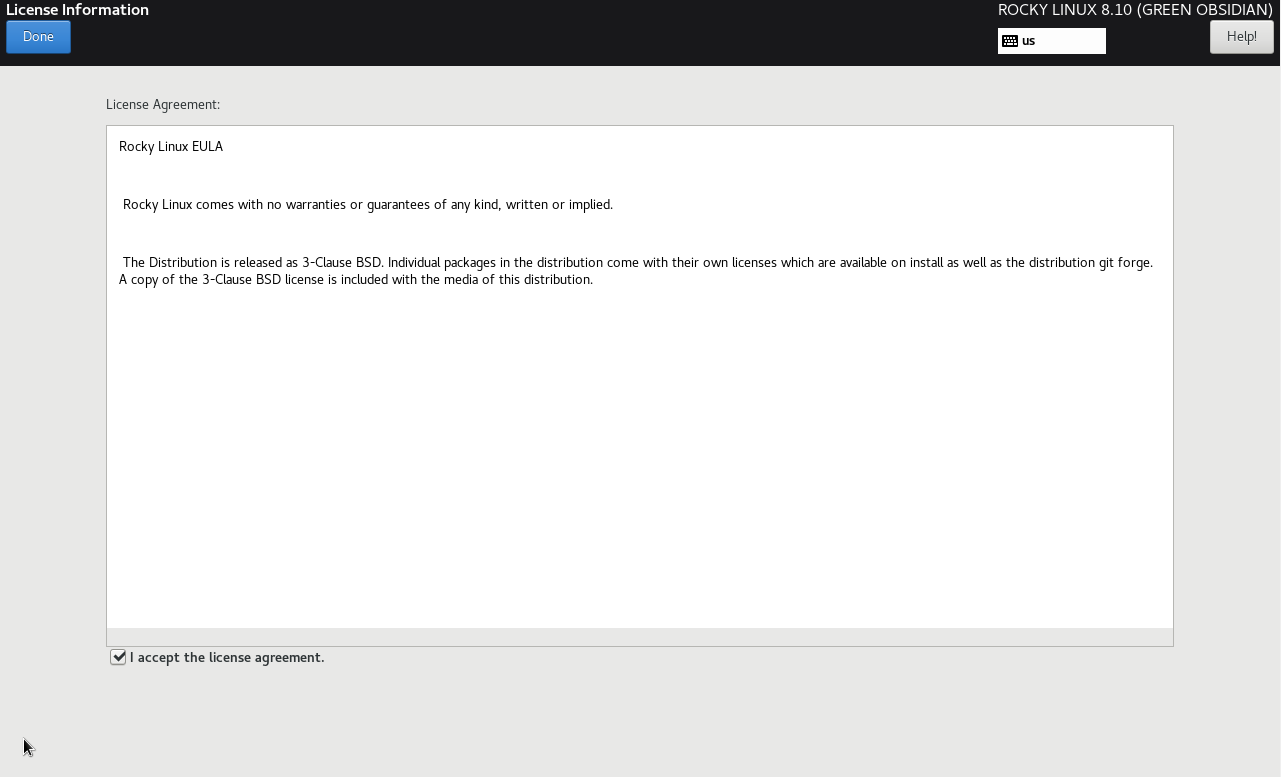 License Information
ROCKY LINUX 8.10 (GREEN OBSIDIAN)
Done
us
Help!
License Agreement:
Rocky Linux EULA
Rocky Linux comes with no warranties or guarantees of any kind, written or implied.
The Distribution is released as 3-Clause BSD. Individual packages in the distribution come with their own licenses which are available on install as well as the distribution git forge.
A copy of the 3-Clause BSD license is included with the media of this distribution.
I accept the license agreement.